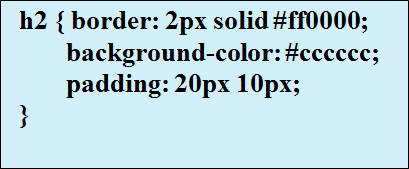 h2 { border: 2px solid #ff0000;
background-color: #cccccc;
padding: 20px 10px;
}